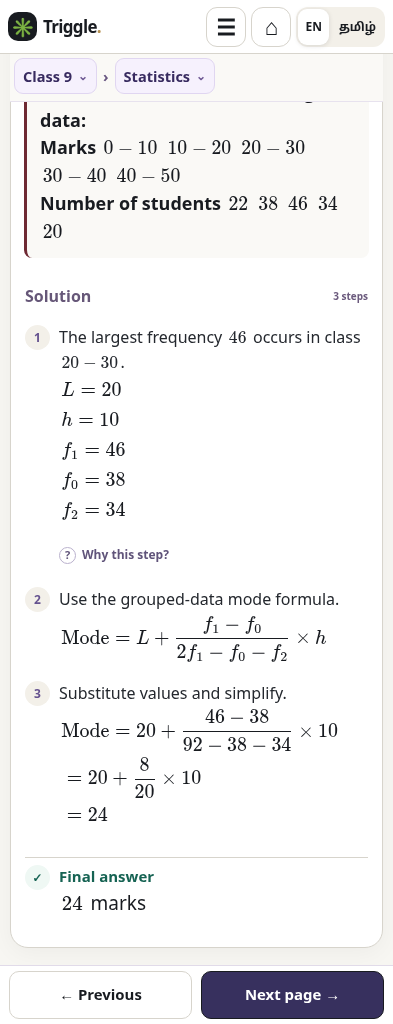 Triggle.
EN தமிழ்
Class 9 › Statistics
data:
Marks 0 − 10 10 − 20 20 − 30
30 − 40 40 − 50
Number of students 22 38 46 34
20
Solution 3 steps
1 The largest frequency 46 occurs in class
20 − 30.
L = 20
h = 10
f₁ = 46
f₀ = 38
f₂ = 34
? Why this step?
2 Use the grouped-data mode formula.
Mode = L + (f₁ − f₀)/(2f₁ − f₀ − f₂) × h
3 Substitute values and simplify.
Mode = 20 + (46 − 38)/(92 − 38 − 34) × 10
= 20 + 8/20 × 10
= 24
✓ Final answer
24 marks
← Previous Next page →